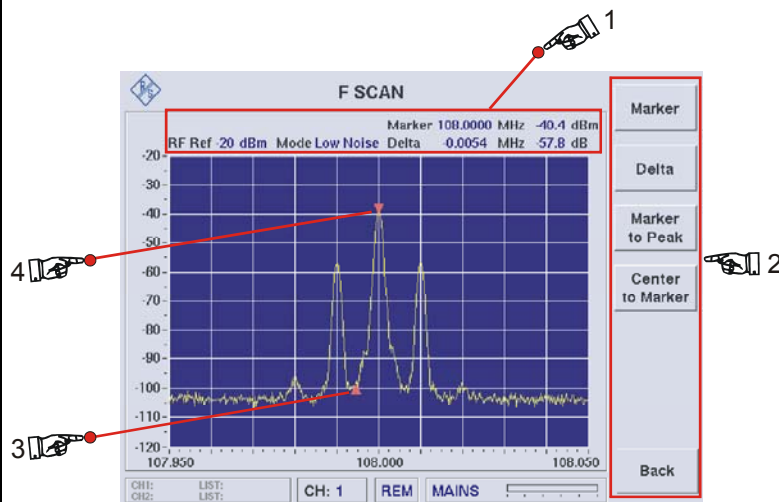 1
R/S
F SCAN
Marker 108.0000 MHz -40.4 dBm
RF Ref -20 dBm Mode Low Noise Delta -0.0054 MHz -57.8 dB
Marker
Delta
Marker
to Peak
Center
to Marker
Back
2
4
3
-20
-30
-40
-50
-60
-70
-80
-90
-100
-110
-120
107.950
108.000
108.050
CH1: LIST:
CH2: LIST:
CH: 1
REM
MAINS